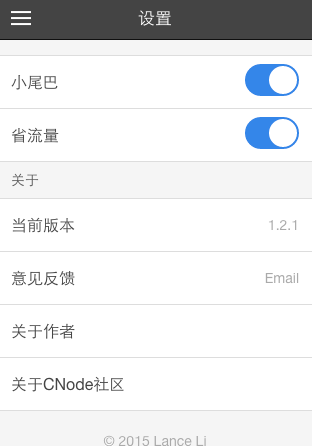 设置
小尾巴
省流量
关于
当前版本 1.2.1
意见反馈 Email
关于作者
关于CNode社区
© 2015 Lance Li